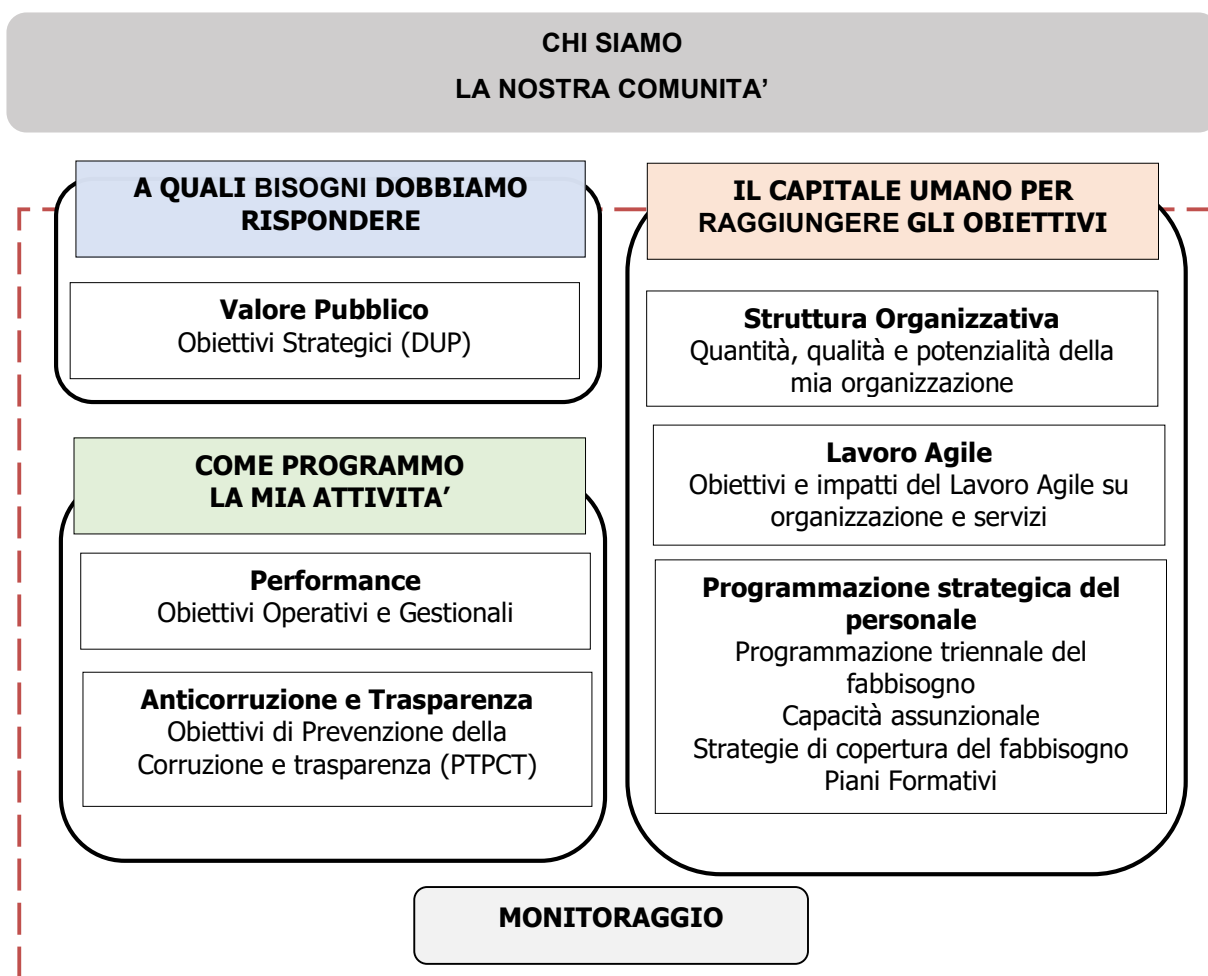 CHI SIAMO
LA NOSTRA COMUNITA’
A QUALI BISOGNI DOBBIAMO
RISPONDERE
Valore Pubblico
Obiettivi Strategici (DUP)
COME PROGRAMMO
LA MIA ATTIVITA’
Performance
Obiettivi Operativi e Gestionali
Anticorruzione e Trasparenza
Obiettivi di Prevenzione della
Corruzione e trasparenza (PTPCT)
IL CAPITALE UMANO PER
RAGGIUNGERE GLI OBIETTIVI
Struttura Organizzativa
Quantità, qualità e potenzialità della
mia organizzazione
Lavoro Agile
Obiettivi e impatti del Lavoro Agile su
organizzazione e servizi
Programmazione strategica del
personale
Programmazione triennale del
fabbisogno
Capacità assunzionale
Strategie di copertura del fabbisogno
Piani Formativi
MONITORAGGIO